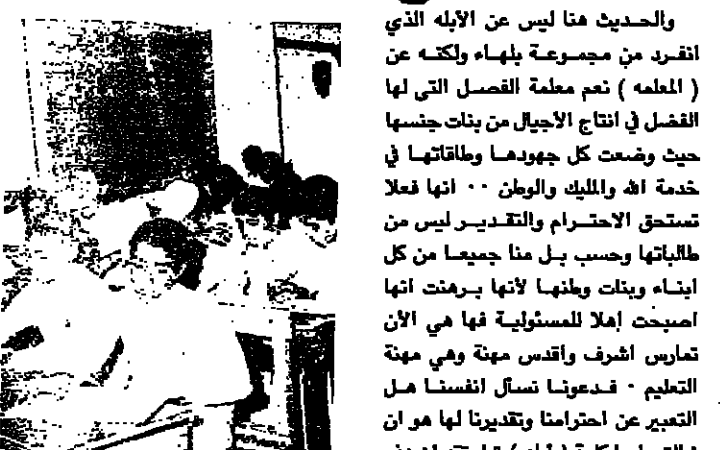 والحديث هنا ليس عن الأبله الذي
انفرد من مجموعة بلهاء ولكنه عن
( المعلمه ) نعم معلمة الفصل التي لها
الفضل في انتاج الأجيال من بنات جنسها
حيث وضعت كل جهودها وطاقاتها في
خدمة الله والمليك والوطن ٠٠ انها فعلا
تستحق الاحترام والتقدير ليس من
طالباتها وحسب بل منا جميعا من كل
ابناء وبنات وطنها لأنها برهنت انها
اصبحت إهلا للمسئولية فها هي الآن
تمارس اشرف واقدس مهنة وهي مهنة
التعليم ٠ فدعونا نسأل انفسنا هل
التعبير عن احترامنا وتقديرنا لها هو ان